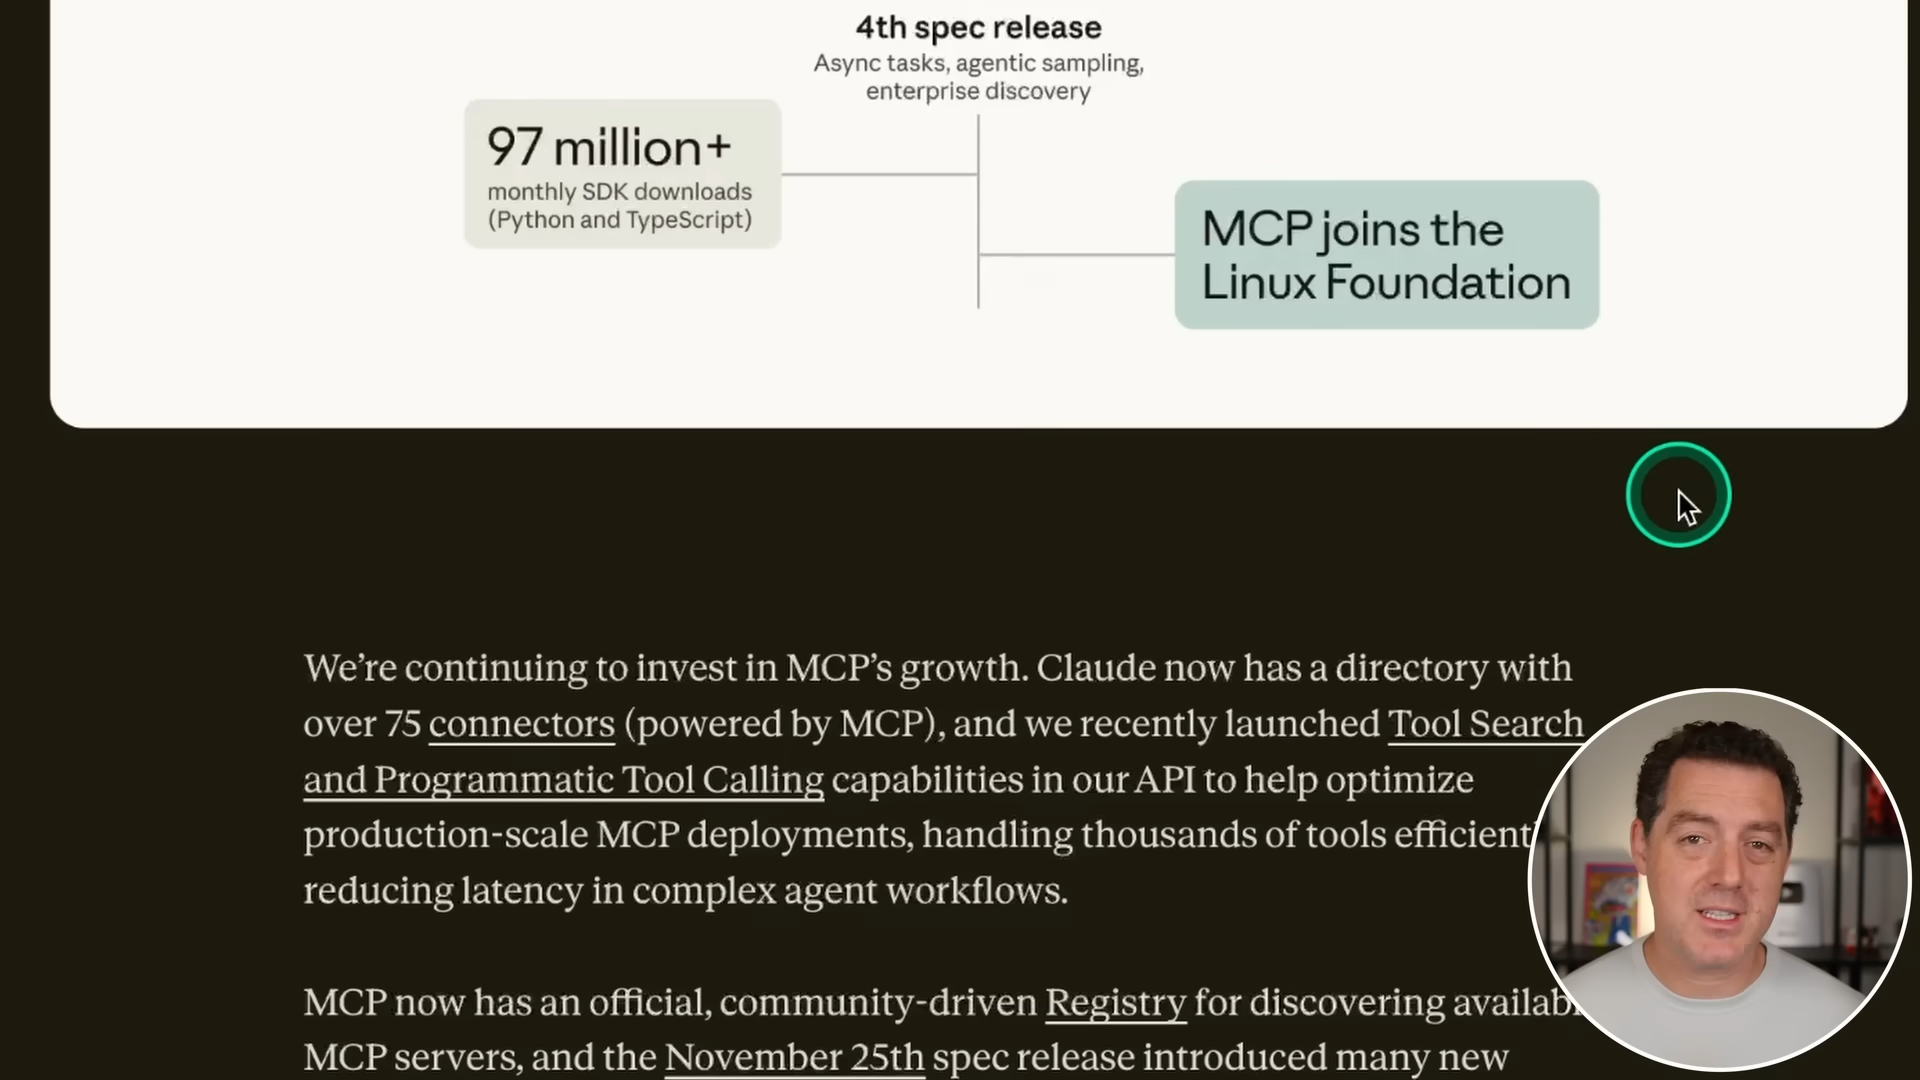 4th spec release
Async tasks, agentic sampling,
enterprise discovery
97 million+
monthly SDK downloads
(Python and TypeScript)
MCP joins the
Linux Foundation
We’re continuing to invest in MCP’s growth. Claude now has a directory with
over 75 connectors (powered by MCP), and we recently launched Tool Search
and Programmatic Tool Calling capabilities in our API to help optimize
production-scale MCP deployments, handling thousands of tools
reducing latency in complex agent workflows.
MCP now has an official, community-driven Registry for discovering
MCP servers, and the November 25th spec release introduced many new